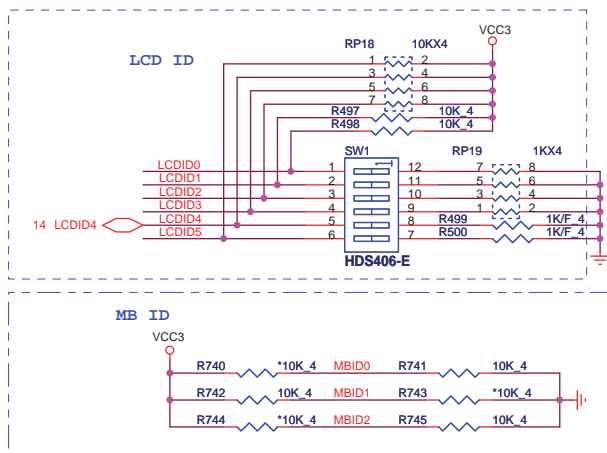 VCC3
RP18 10KX4
LCD ID
1 2
3 4
5 6
7 8
R497 10K_4
R498 10K_4
SW1 RP19 1KX4
LCDID0 1 12 7 8
LCDID1 2 11 5 6
LCDID2 3 10 3 4
LCDID3 4 9 1 2
14 LCDID4 LCDID4 5 8 R499 1K/F_4
LCDID5 6 7 R500 1K/F_4
HDS406-E
MB ID
VCC3
R740 *10K_4 MBID0 R741 10K_4
R742 10K_4 MBID1 R743 *10K_4
R744 *10K_4 MBID2 R745 10K_4